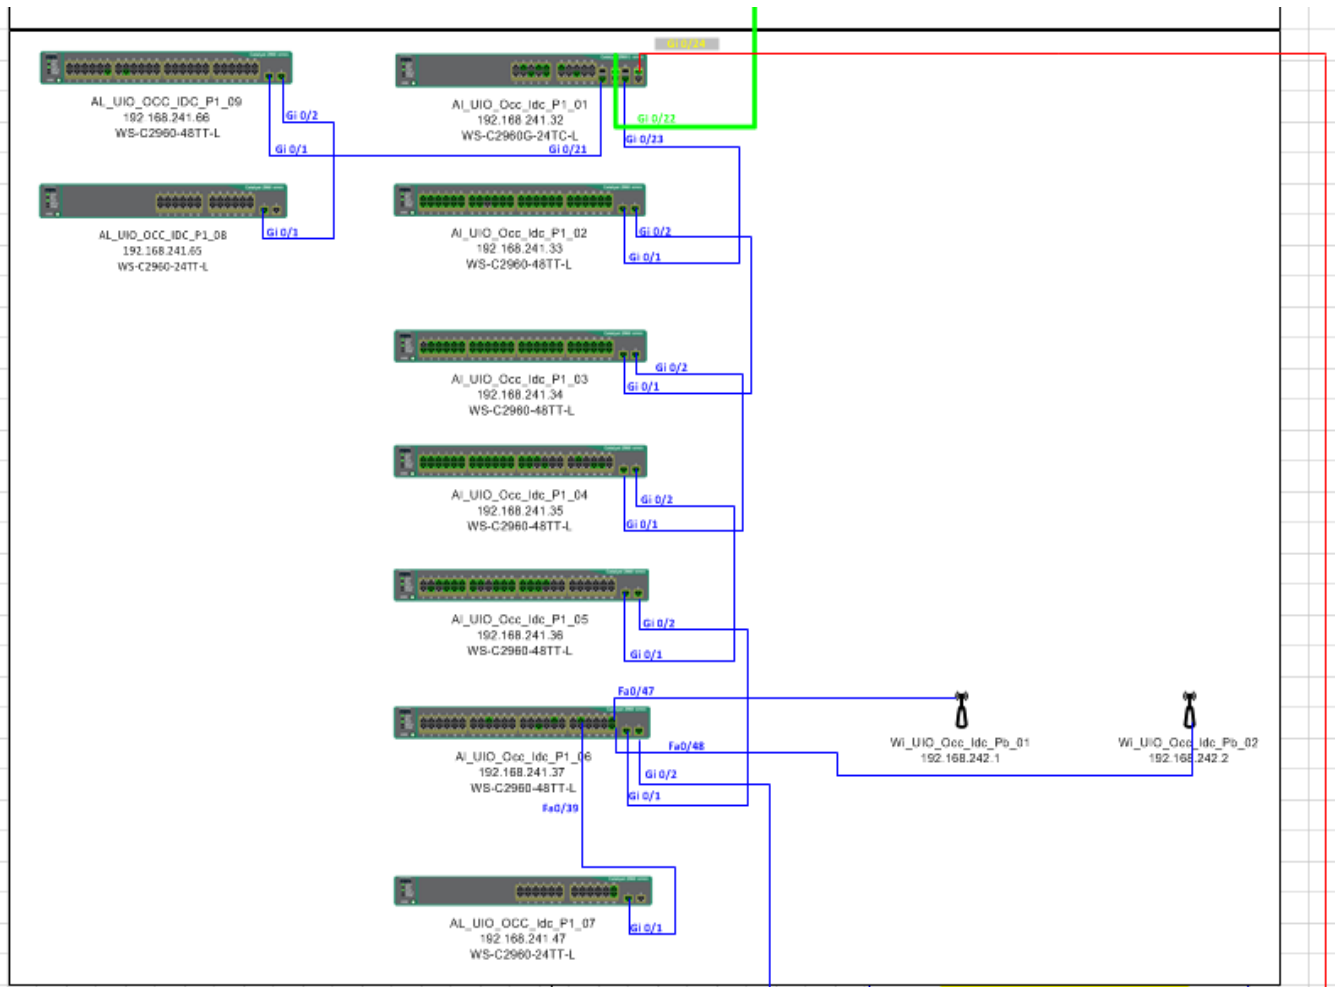 Gi 0/24
AL_UIO_OCC_IDC_P1_09
192 168.241.66
WS-C2960-48TT-L
Gi 0/2
Gi 0/1
Al_UIO_Occ_Idc_P1_01
192.168.241.32
WS-C2960G-24TC-L
Gi 0/22
Gi 0/23
Gi 0/21
AL_UIO_OCC_IDC_P1_08
192.168.241.65
WS-C2960-24TT-L
Gi 0/1
Al_UIO_Occ_Idc_P1_02
192 168.241.33
WS-C2960-48TT-L
Gi 0/2
Gi 0/1
Al_UIO_Occ_Idc_P1_03
192.168.241.34
WS-C2960-48TT-L
Gi 0/2
Gi 0/1
Al_UIO_Occ_Idc_P1_04
192.168.241.35
WS-C2960-48TT-L
Gi 0/2
Gi 0/1
Al_UIO_Occ_Idc_P1_05
192.168.241.36
WS-C2960-48TT-L
Gi 0/2
Gi 0/1
Fa0/47
Fa0/48
Al_UIO_Occ_Idc_P1_06
192.168.241.37
WS-C2960-48TT-L
Gi 0/2
Gi 0/1
Fa0/39
Wi_UIO_Occ_Idc_Pb_01
192.168.242.1
Wi_UIO_Occ_Idc_Pb_02
192.168.242.2
AL_UIO_OCC_Idc_P1_07
192 168.241 47
WS-C2960-24TT-L
Gi 0/1